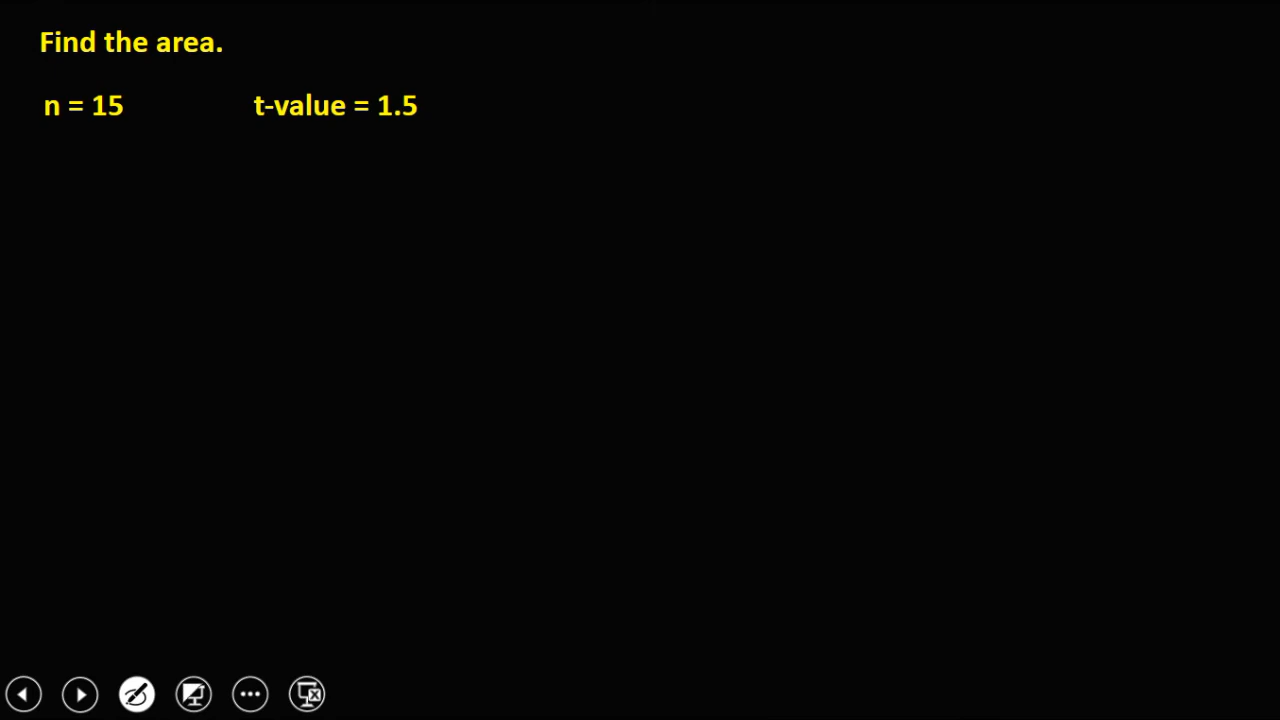 Find the area.
n = 15 t-value = 1.5